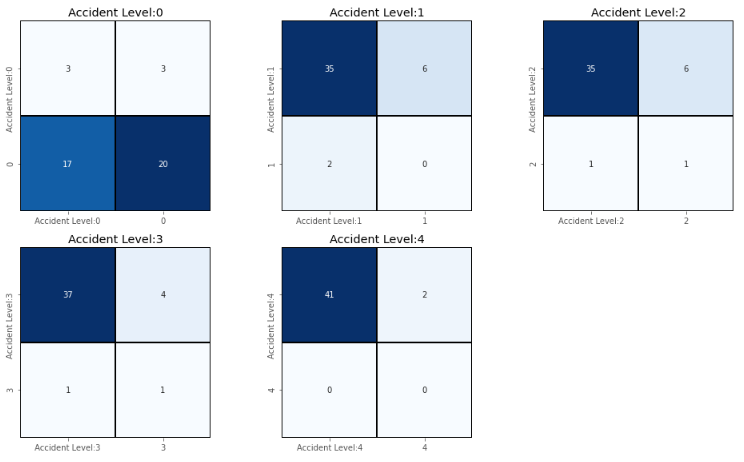 Accident Level:0
Accident Level:0
3 3
0
17 20
Accident Level:0 0
Accident Level:1
Accident Level:1
35 6
1
2 0
Accident Level:1 1
Accident Level:2
Accident Level:2
35 6
2
1 1
Accident Level:2 2
Accident Level:3
Accident Level:3
37 4
3
1 1
Accident Level:3 3
Accident Level:4
Accident Level:4
41 2
4
0 0
Accident Level:4 4